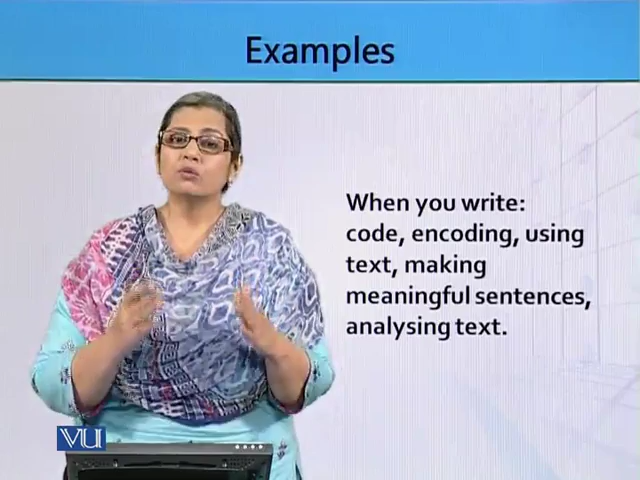 Examples
When you write:
code, encoding, using
text, making
meaningful sentences,
analysing text.
VU